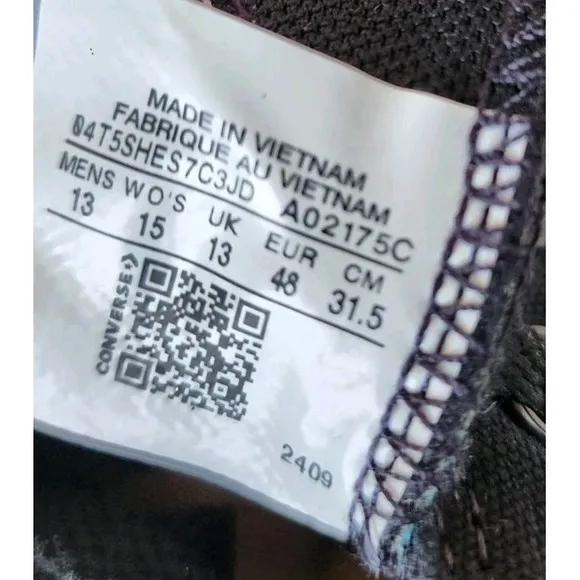 MADE IN VIETNAM
FABRIQUE AU VIETNAM
04T5SHES7C3JD A02175C
MENS WO'S UK EUR CM
13 15 13 48 31.5
CONVERSE
2409